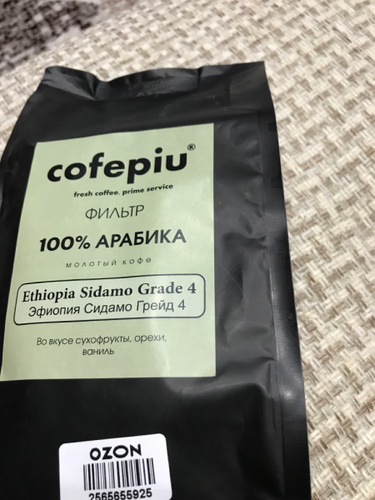 cofepiu®
fresh coffee. prime service
ФИЛЬТР
100% АРАБИКА
молотый кофе
Ethiopia Sidamo Grade 4
Эфиопия Сидамо Грейд 4
Во вкусе сухофрукты, орехи,
ваниль
OZON
2565655925